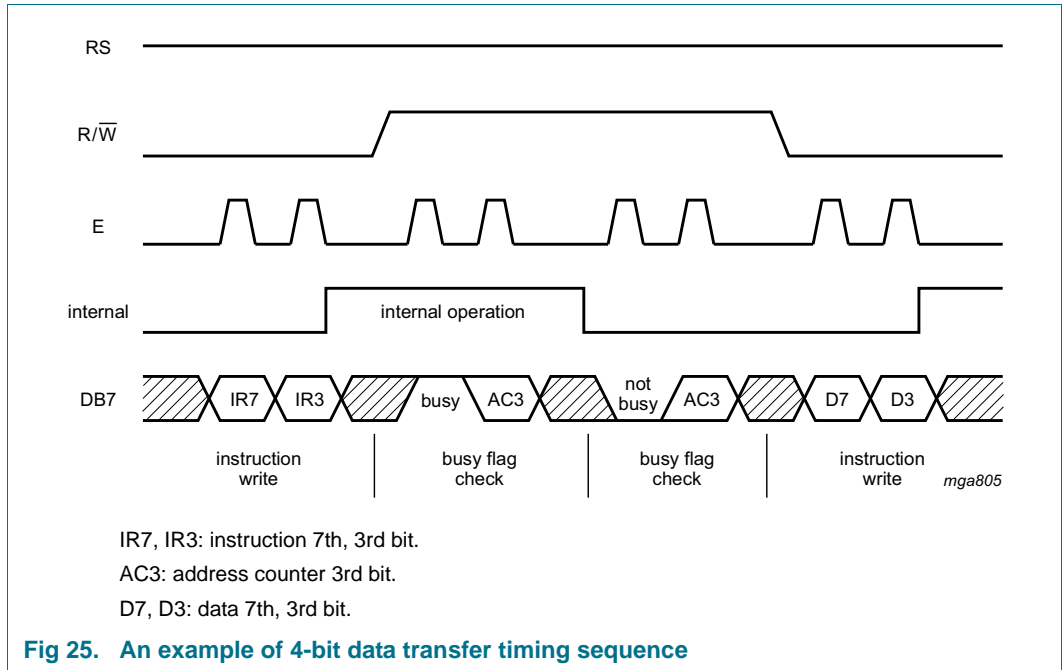 RS
R/W̅
E
internal
internal operation
DB7
IR7 IR3 busy AC3 not busy AC3 D7 D3
instruction write
busy flag check
busy flag check
instruction write
mga805
IR7, IR3: instruction 7th, 3rd bit.
AC3: address counter 3rd bit.
D7, D3: data 7th, 3rd bit.
Fig 25. An example of 4-bit data transfer timing sequence